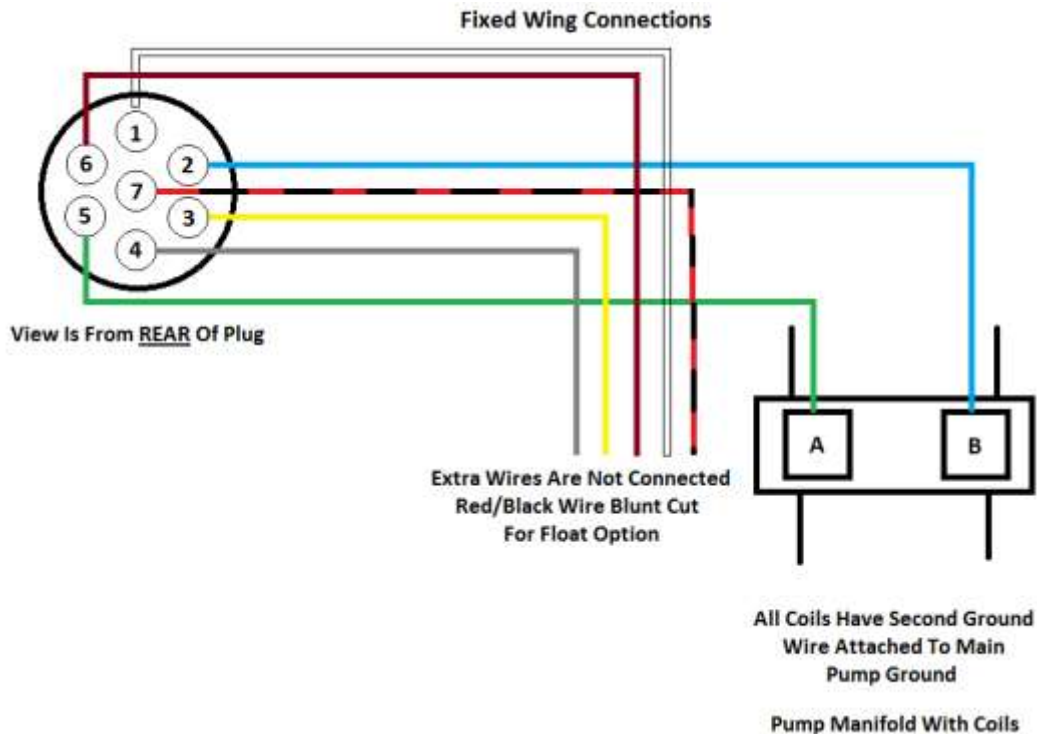 Fixed Wing Connections
1
6
2
7
5
3
4
View Is From REAR Of Plug
A
B
Extra Wires Are Not Connected
Red/Black Wire Blunt Cut
For Float Option
All Coils Have Second Ground
Wire Attached To Main
Pump Ground
Pump Manifold With Coils